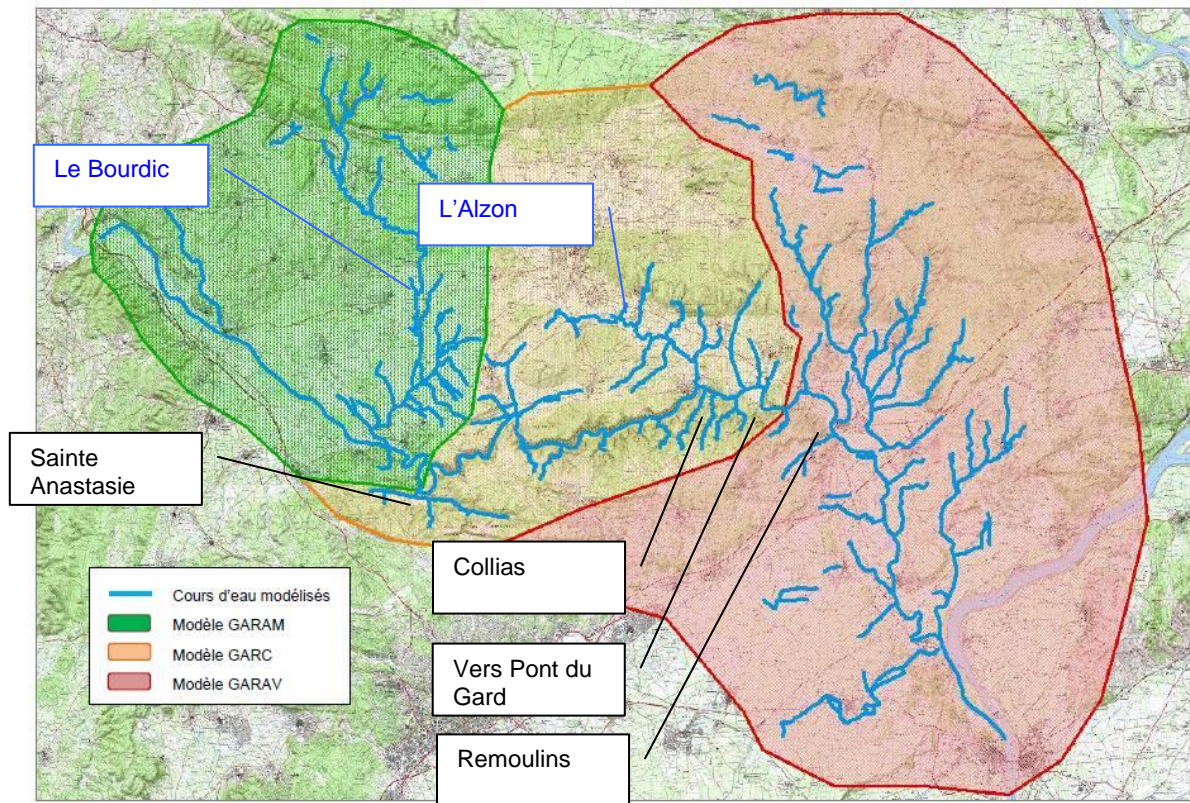 Le Bourdic
L'Alzon
Sainte
Anastasie
Collias
Vers Pont du
Gard
Remoulins
Cours d'eau modélisés
Modèle GARAM
Modèle GARC
Modèle GARAV